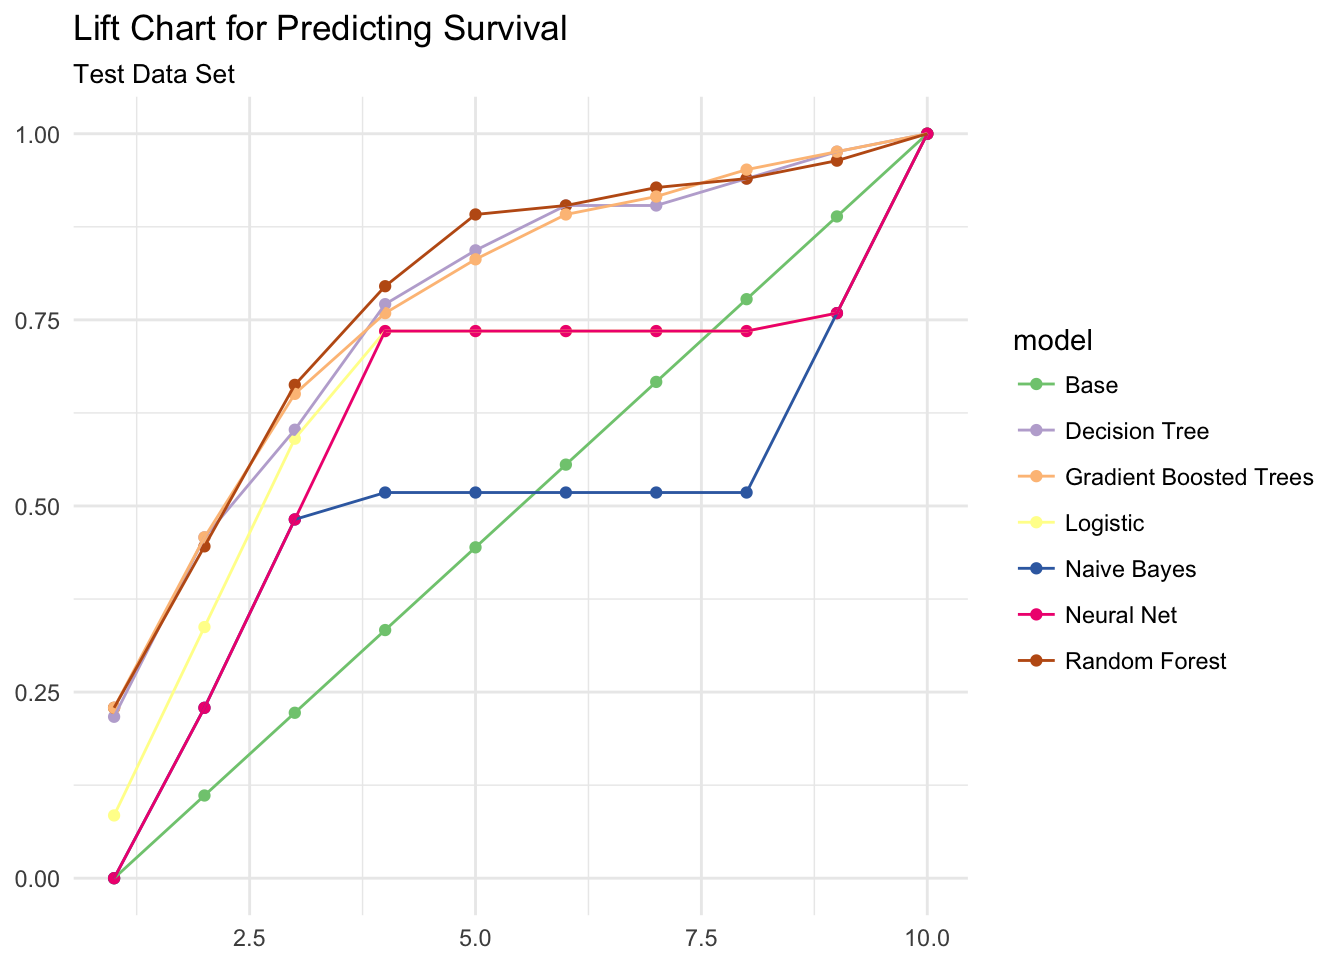 Lift Chart for Predicting Survival
Test Data Set
1.00
0.75
0.50
0.25
0.00
2.5
5.0
7.5
10.0
model
Base
Decision Tree
Gradient Boosted Trees
Logistic
Naive Bayes
Neural Net
Random Forest